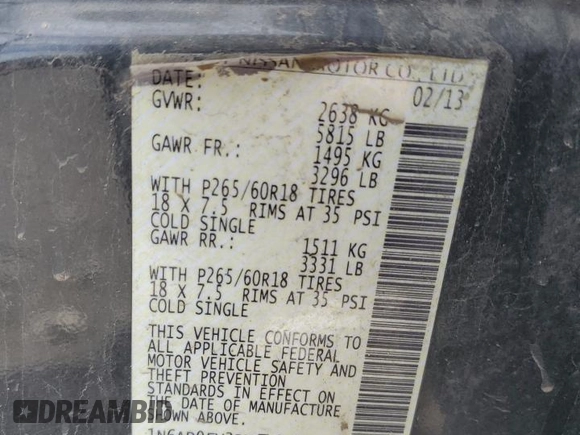 NISSAN MOTOR CO., LTD.
DATE: 02/13
GVWR: 2638 KG
5815 LB
GAWR FR.: 1495 KG
3296 LB
WITH P265/60R18 TIRES
18 X 7.5 RIMS AT 35 PSI
COLD SINGLE
GAWR RR.: 1511 KG
3331 LB
WITH P265/60R18 TIRES
18 X 7.5 RIMS AT 35 PSI
COLD SINGLE
THIS VEHICLE CONFORMS TO
ALL APPLICABLE FEDERAL
MOTOR VEHICLE SAFETY AND
THEFT PREVENTION
STANDARDS IN EFFECT ON
THE DATE OF MANUFACTURE
SHOWN ABOVE.
DREAMBID
dreambid.com